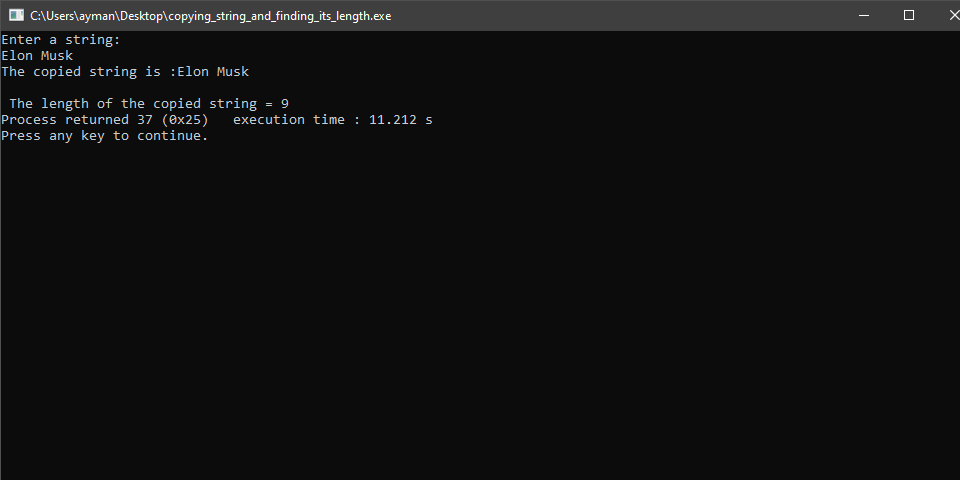 C:\Users\ayman\Desktop\copying_string_and_finding_its_length.exe
Enter a string:
Elon Musk
The copied string is :Elon Musk

 The length of the copied string = 9
Process returned 37 (0x25)   execution time : 11.212 s
Press any key to continue.